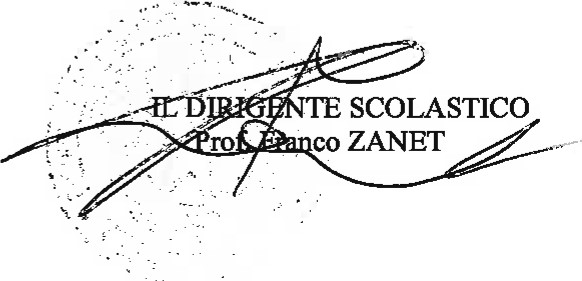 IL DIRIGENTE SCOLASTICO
Prof. Franco ZANET